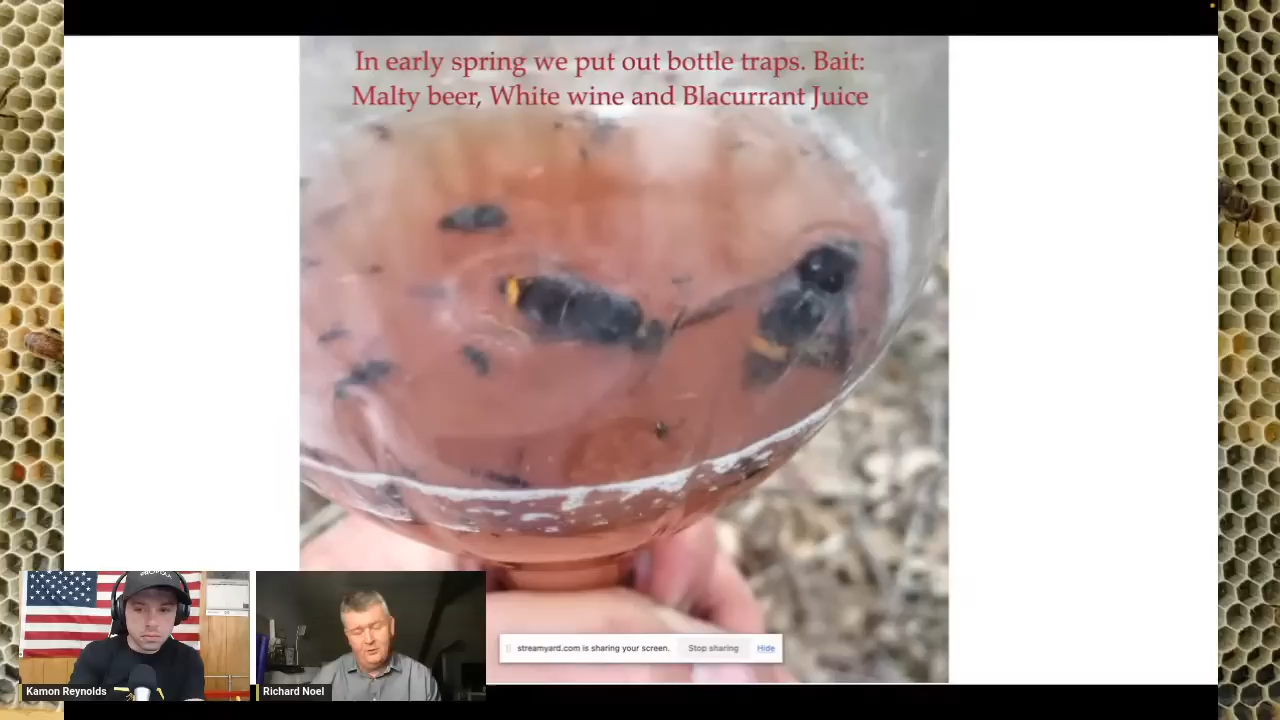 In early spring we put out bottle traps. Bait:
Malty beer, White wine and Blacurrant Juice
streamyard.com is sharing your screen. Stop sharing Hide
Kamon Reynolds
Richard Noel